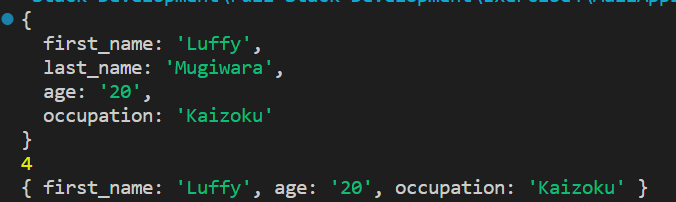 {
first_name: 'Luffy',
last_name: 'Mugiwara',
age: '20',
occupation: 'Kaizoku'
}
4
{ first_name: 'Luffy', age: '20', occupation: 'Kaizoku' }